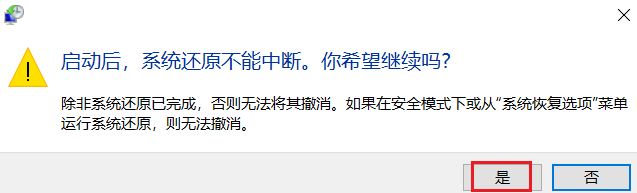 启动后，系统还原不能中断。你希望继续吗？
除非系统还原已完成，否则无法将其撤消。如果在安全模式下或从“系统恢复选项”菜单
运行系统还原，则无法撤消。
是
否